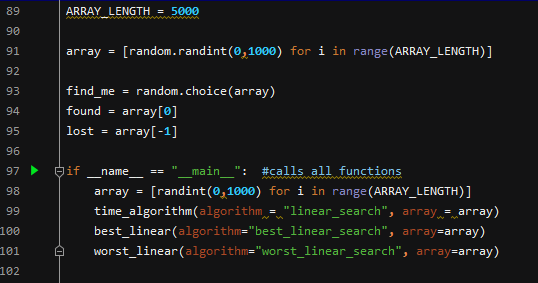 89 ARRAY_LENGTH = 5000
90
91 array = [random.randint(0,1000) for i in range(ARRAY_LENGTH)]
92
93 find_me = random.choice(array)
94 found = array[0]
95 lost = array[-1]
96
97 if __name__ == "__main__":  #calls all functions
98     array = [randint(0,1000) for i in range(ARRAY_LENGTH)]
99     time_algorithm(algorithm = "linear_search", array = array)
100     best_linear(algorithm="best_linear_search", array=array)
101     worst_linear(algorithm="worst_linear_search", array=array)
102